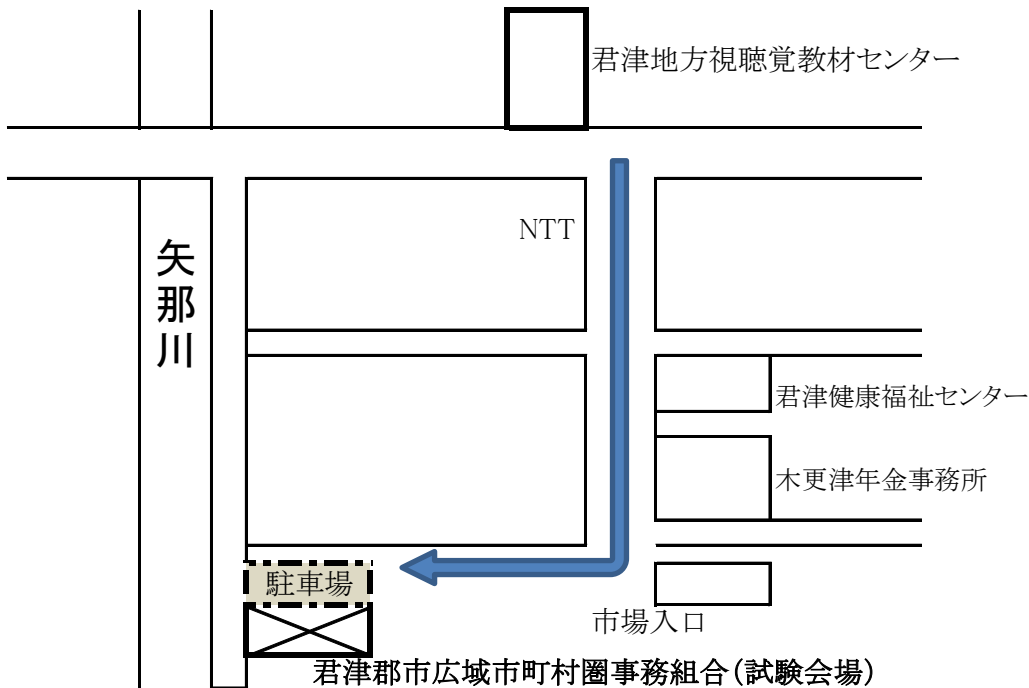 君津地方視聴覚教材センター
NTT
矢那川
君津健康福祉センター
木更津年金事務所
駐車場
市場入口
君津郡市広域市町村圏事務組合(試験会場)